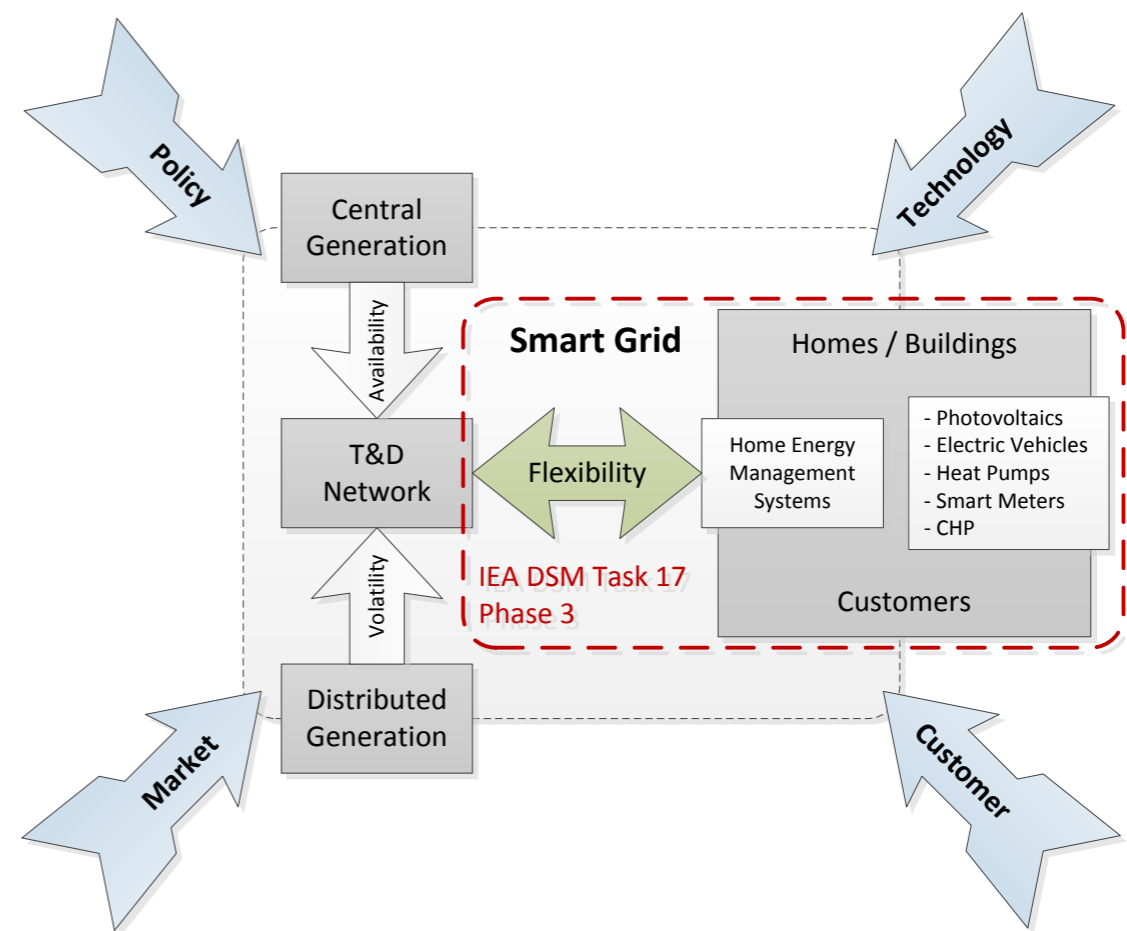 Policy
Technology
Central
Generation
Availability
Smart Grid
Homes / Buildings
T&D
Network
Flexibility
Home Energy
Management
Systems
- Photovoltaics
- Electric Vehicles
- Heat Pumps
- Smart Meters
- CHP
IEA DSM Task 17
Phase 3
Volatility
Customers
Distributed
Generation
Market
Customer